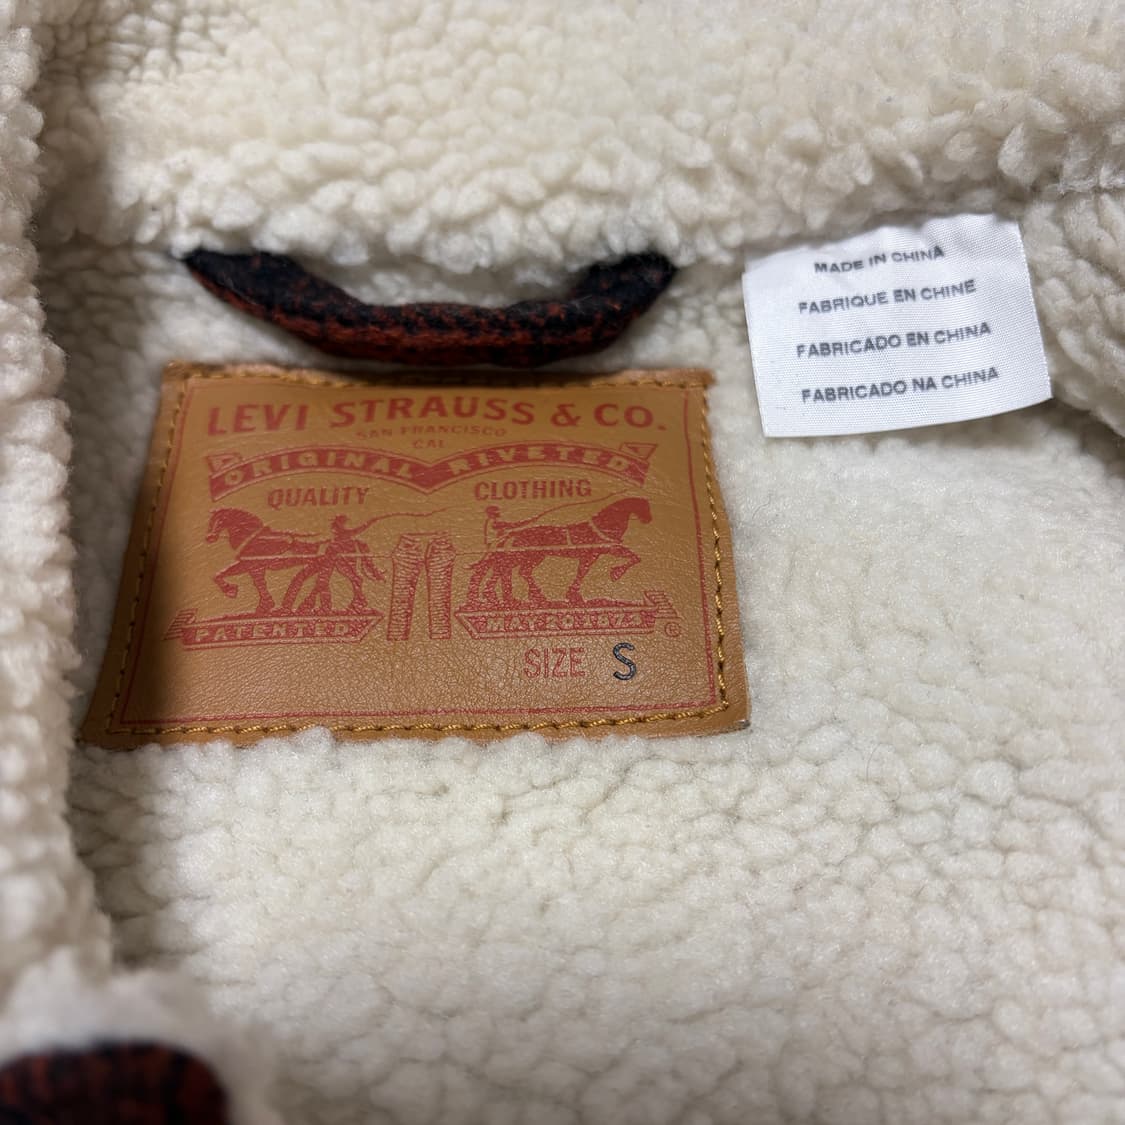 LEVI STRAUSS & CO.
SAN FRANCISCO
CAL
ORIGINAL RIVETED
QUALITY CLOTHING
PATENTED MAY 20 1873 ©
SIZE S
MADE IN CHINA
FABRIQUE EN CHINE
FABRICADO EN CHINA
FABRICADO NA CHINA